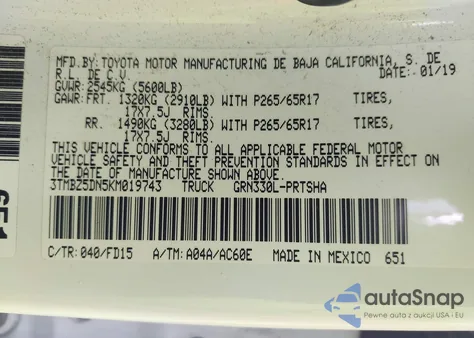 MFD.BY: TOYOTA MOTOR MANUFACTURING DE BAJA CALIFORNIA, S. DE
R.L. DE C.V. DATE: 01/19
GVWR: 2545KG (5600LB)
GAWR: FRT. 1320KG (2910LB) WITH P265/65R17 TIRES,
17X7.5J RIMS.
RR. 1490KG (3280LB) WITH P265/65R17 TIRES,
17X7.5J RIMS.
THIS VEHICLE CONFORMS TO ALL APPLICABLE FEDERAL MOTOR
VEHICLE SAFETY AND THEFT PREVENTION STANDARDS IN EFFECT ON
THE DATE OF MANUFACTURE SHOWN ABOVE.
3TMBZ5DN5KM019743 TRUCK GRN330L-PRTSHA
C/TR: 040/FD15 A/TM: A04A/AC60E MADE IN MEXICO 651
651
autoSnap
Pewne auta z aukcji USA i EU